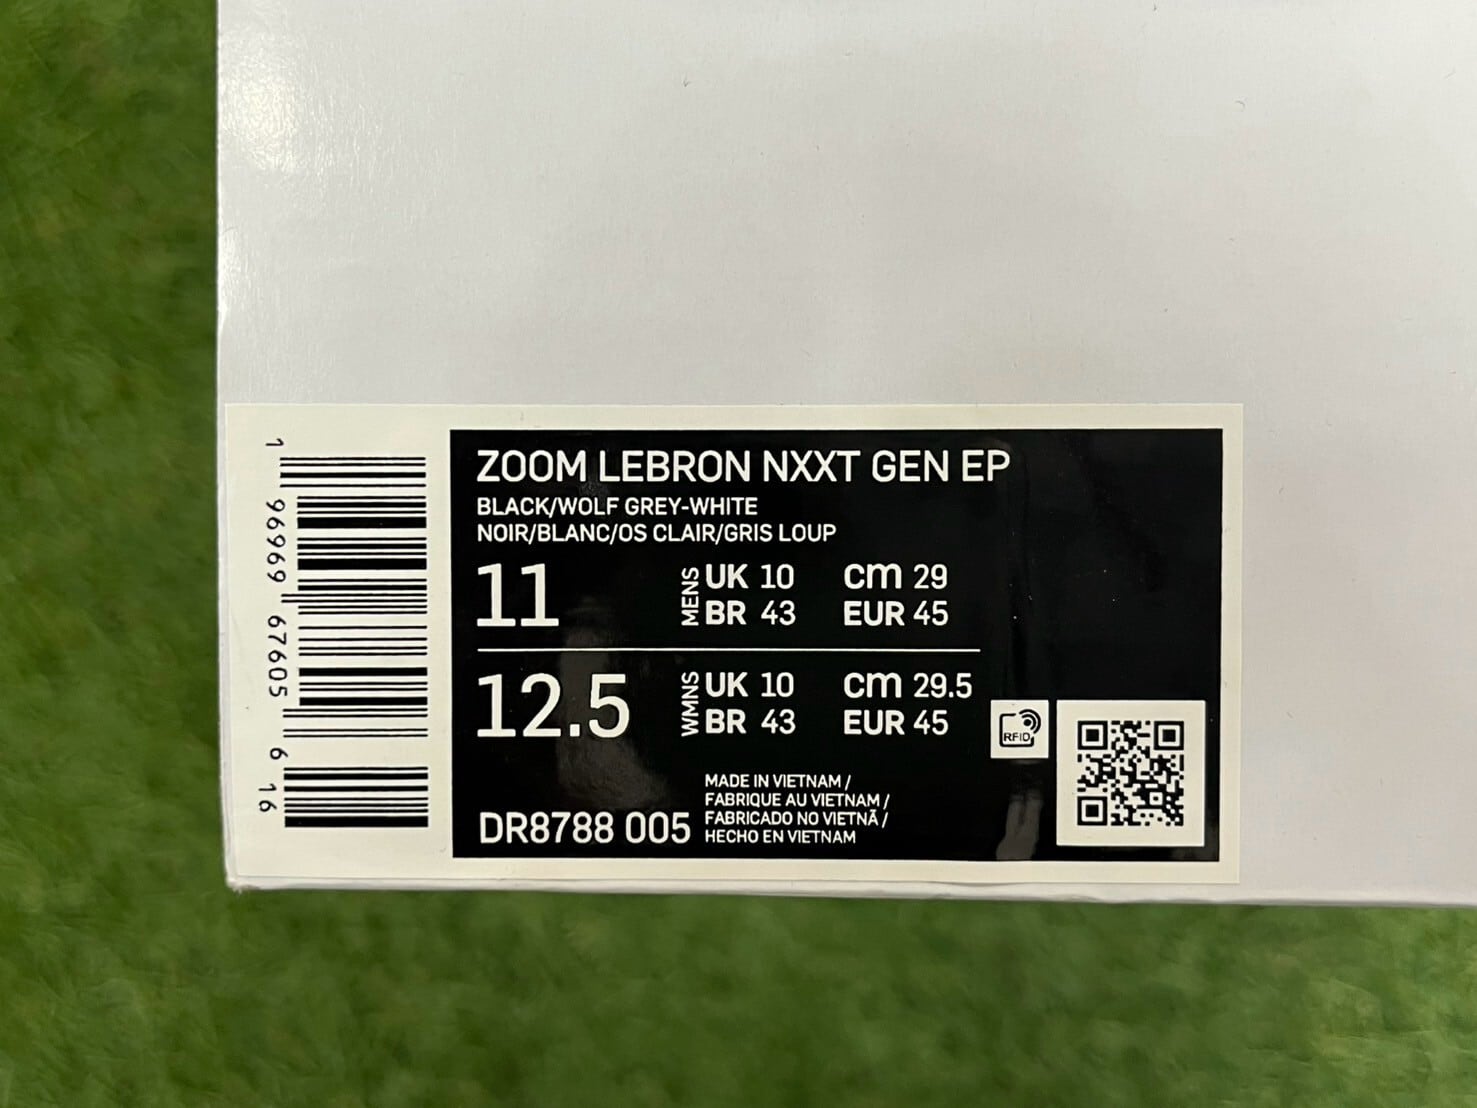 ZOOM LEBRON NXXT GEN EP
BLACK/WOLF GREY-WHITE
NOIR/BLANC/OS CLAIR/GRIS LOUP
11 MENS UK 10 cm 29
BR 43 EUR 45
12.5 WMNS UK 10 cm 29.5
BR 43 EUR 45
RFID
DR8788 005
MADE IN VIETNAM /
FABRIQUE AU VIETNAM /
FABRICADO NO VIETNÃ /
HECHO EN VIETNAM
1 96969 67605 6 16